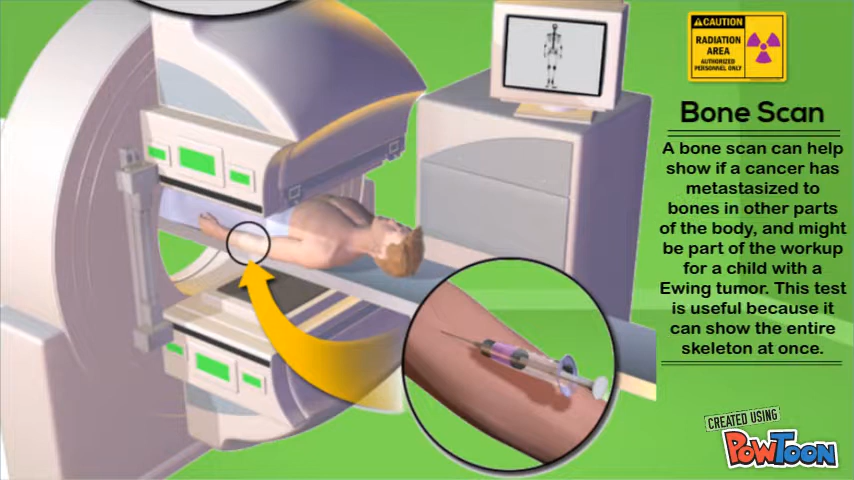 CAUTION
RADIATION
AREA
AUTHORIZED
PERSONNEL ONLY
Bone Scan
A bone scan can help
show if a cancer has
metastasized to
bones in other parts
of the body, and might
be part of the workup
for a child with a
Ewing tumor. This test
is useful because it
can show the entire
skeleton at once.
CREATED USING
POWTOON